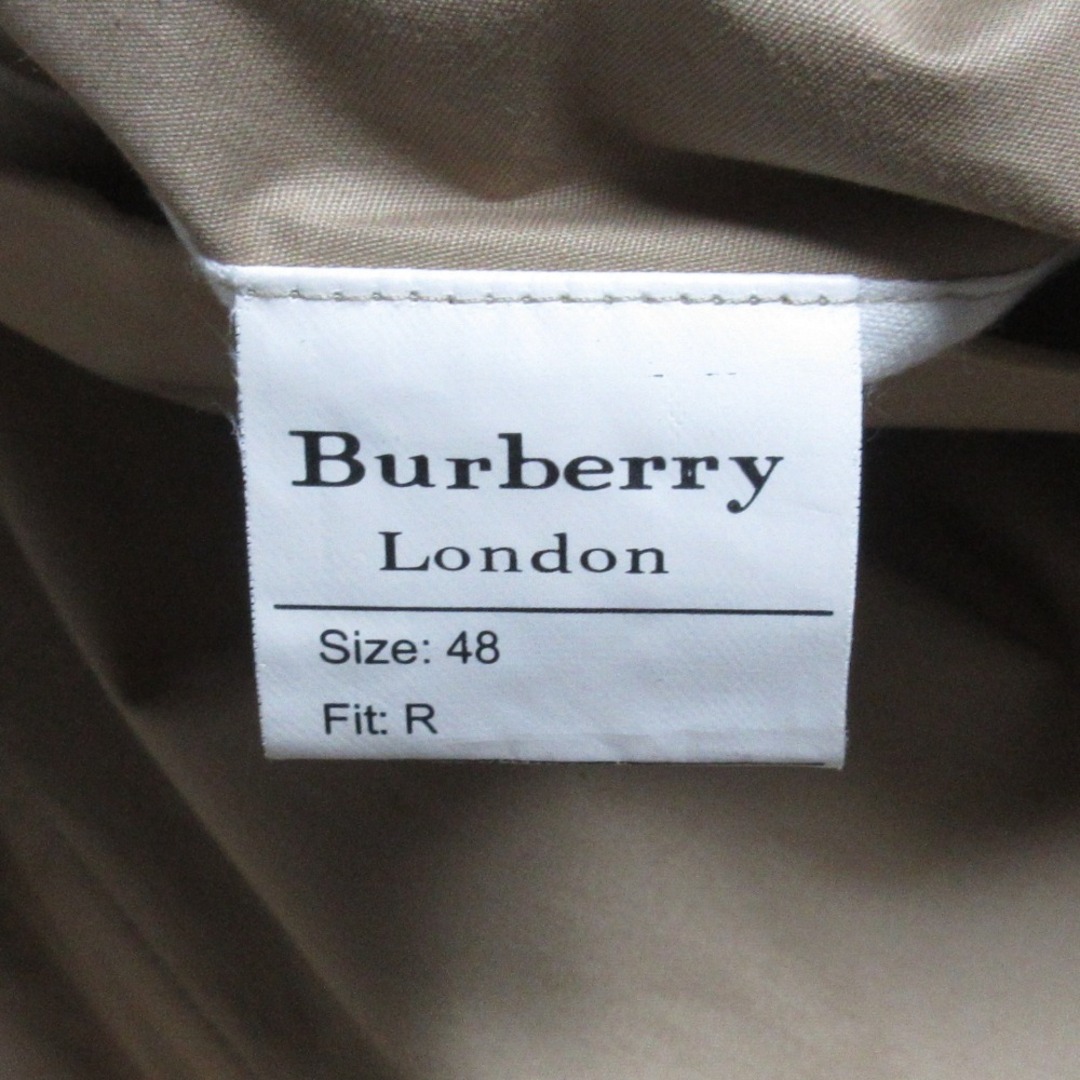 Burberry
London
Size: 48
Fit: R